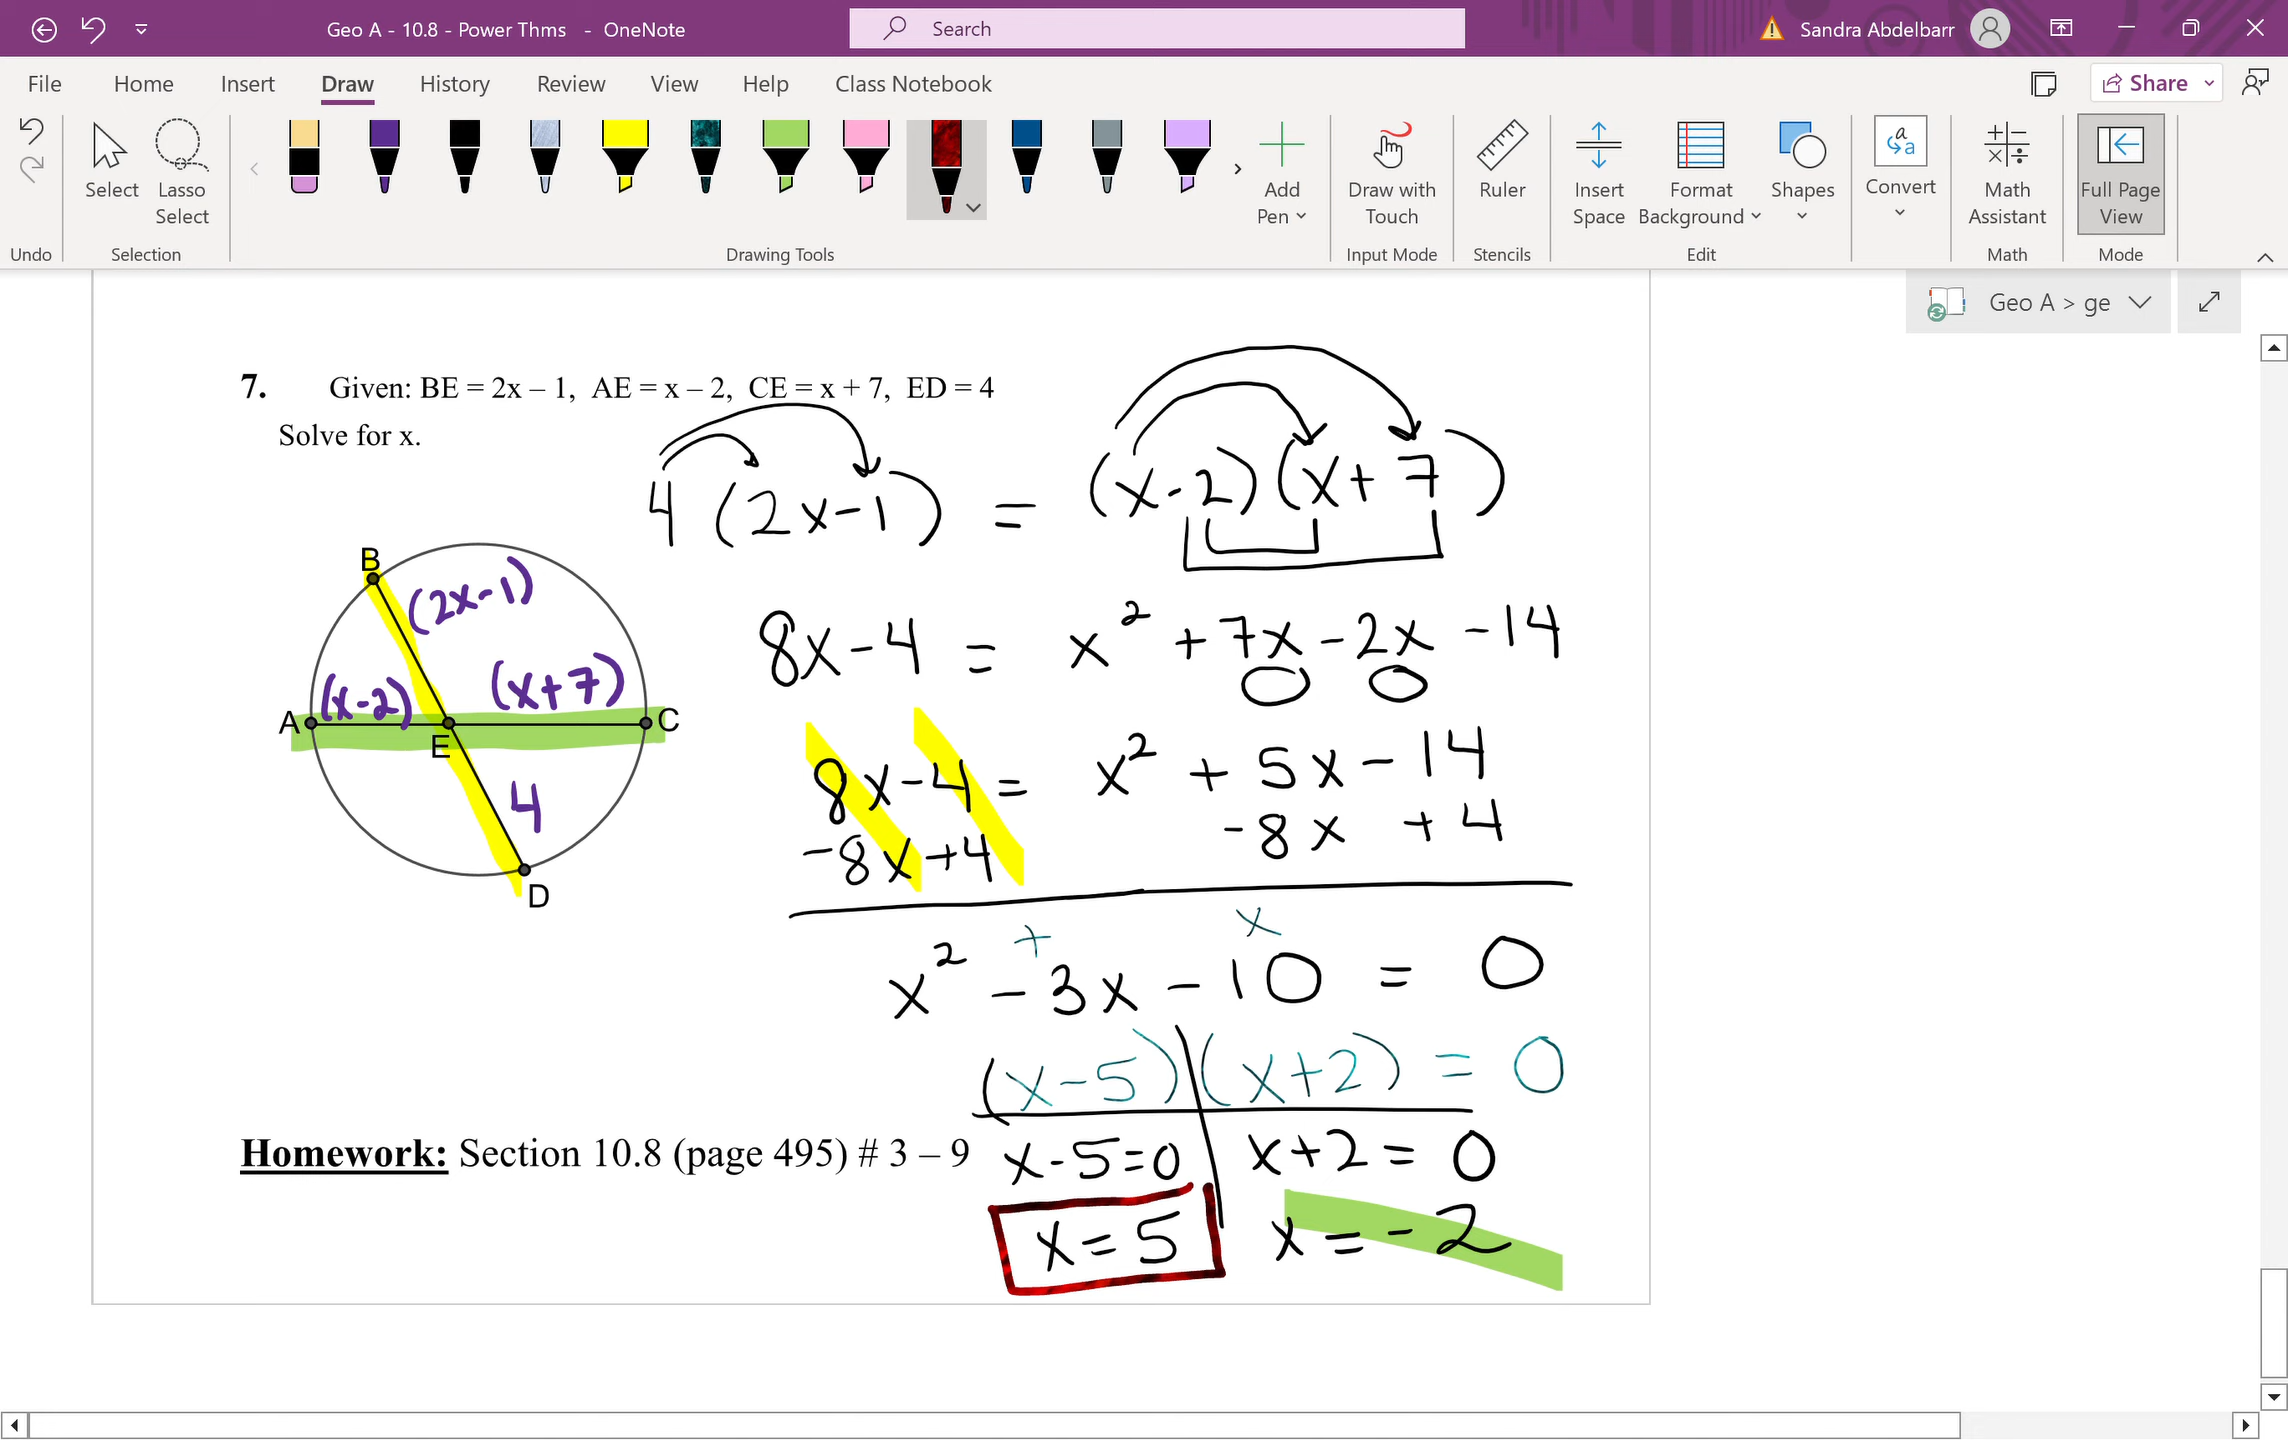 Geo A - 10.8 - Power Thms - OneNote
Search
Sandra Abdelbarr
File Home Insert Draw History Review View Help Class Notebook
Share
Select
Lasso Select
Add Pen
Draw with Touch
Ruler
Insert Space
Format Background
Shapes
Convert
Math Assistant
Full Page View
Undo Selection Drawing Tools Input Mode Stencils Edit Math Mode
Geo A > ge
7. Given: BE = 2x – 1, AE = x – 2, CE = x + 7, ED = 4
Solve for x.
4 (2x-1) = (x-2)(x+7)
B
(2x-1)
(x-2)
(x+7)
A
C
E
4
D
8x-4 = x² +7x -2x -14
8x-4 = x² + 5x - 14
-8x+4 -8x +4
+ x
x² - 3x - 10 = 0
(x-5)(x+2) = 0
x-5=0 x+2=0
x=5 x=-2
Homework: Section 10.8 (page 495) # 3 – 9